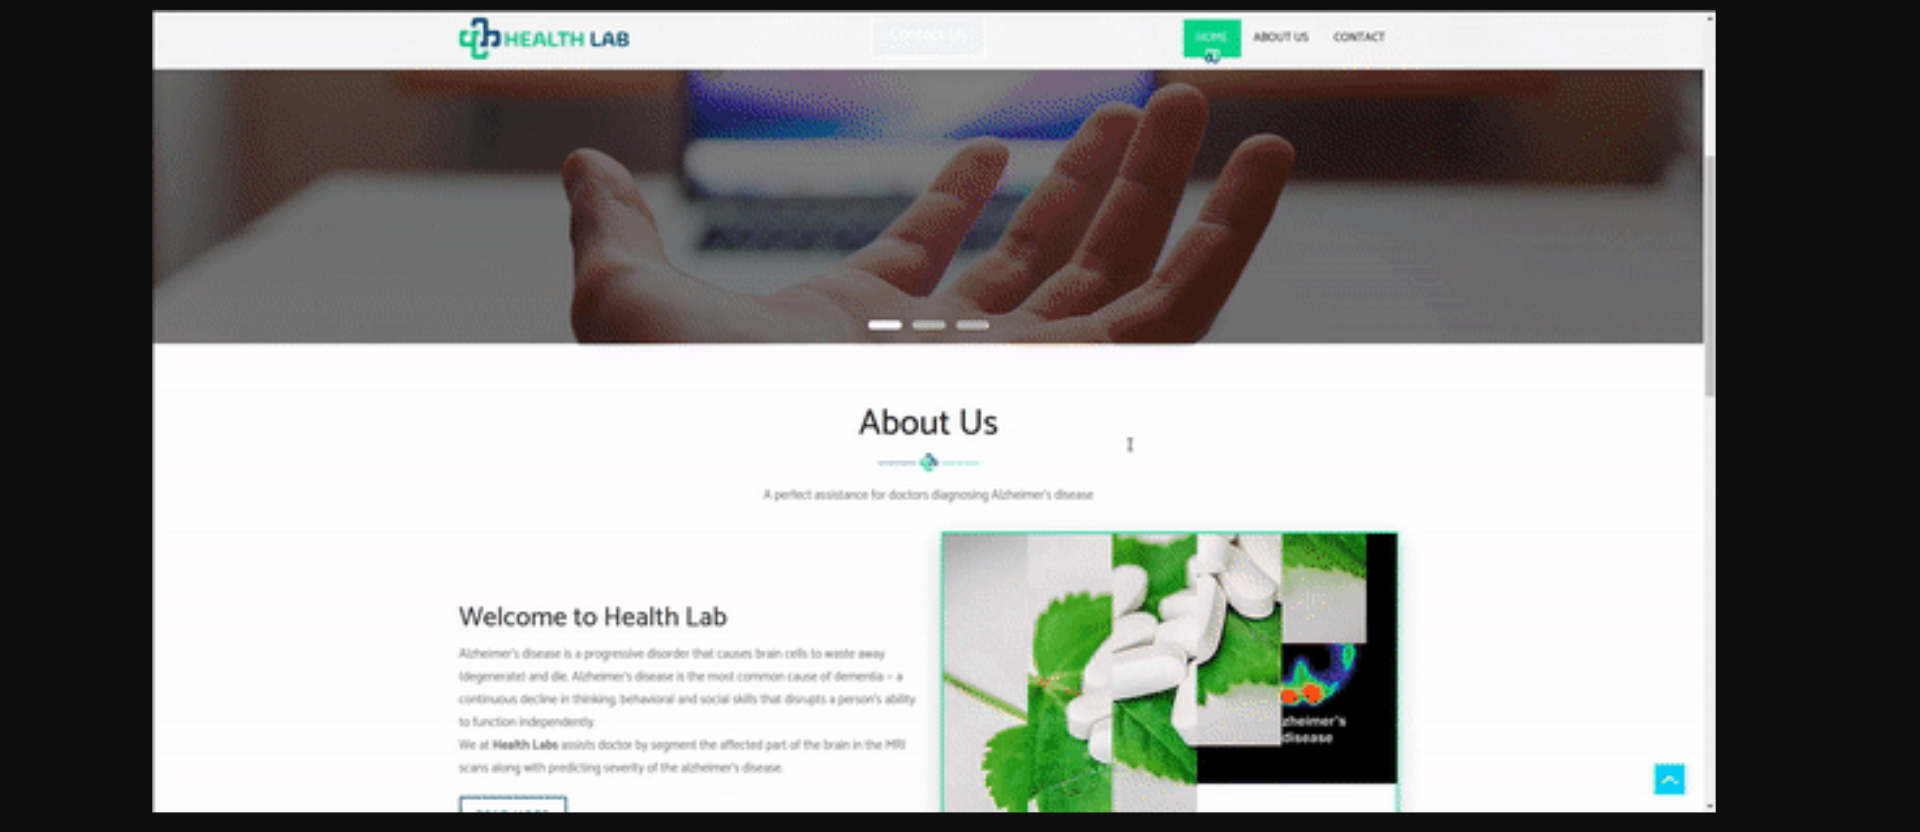 HEALTH LAB
Contact Us
HOME
ABOUT US
CONTACT
About Us
A perfect assistance for doctors diagnosing Alzheimer's disease
Welcome to Health Lab
Alzheimer's disease is a progressive disorder that causes brain cells to waste away
(degenerate) and die. Alzheimer's disease is the most common cause of dementia – a
continuous decline in thinking, behavioral and social skills that disrupts a person's ability
to function independently.
We at Health Labs assists doctor by segment the affected part of the brain in the MRI
scans along with predicting severity of the alzheimer's disease.
zheimer's
disease